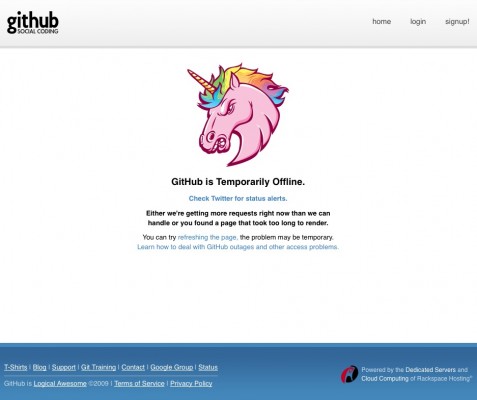 github
SOCIAL CODING
home login signup!
GitHub is Temporarily Offline.
Check Twitter for status alerts.
Either we're getting more requests right now than we can
handle or you found a page that took too long to render.
You can try refreshing the page, the problem may be temporary.
Learn how to deal with GitHub outages and other access problems.
T-Shirts | Blog | Support | Git Training | Contact | Google Group | Status
GitHub is Logical Awesome ©2009 | Terms of Service | Privacy Policy
Powered by the Dedicated Servers and
Cloud Computing of Rackspace Hosting®